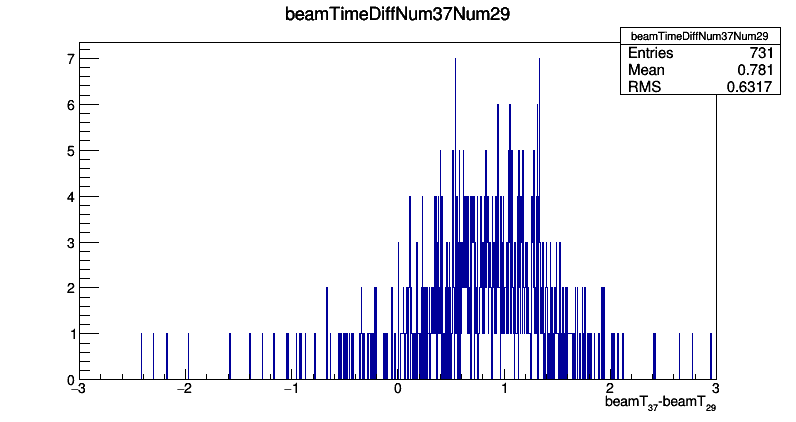 beamTimeDiffNum37Num29
beamTimeDiffNum37Num29
Entries 731
Mean 0.781
RMS 0.6317
7
6
5
4
3
2
1
0
−3 −2 −1 0 1 2 3
beamT37-beamT29